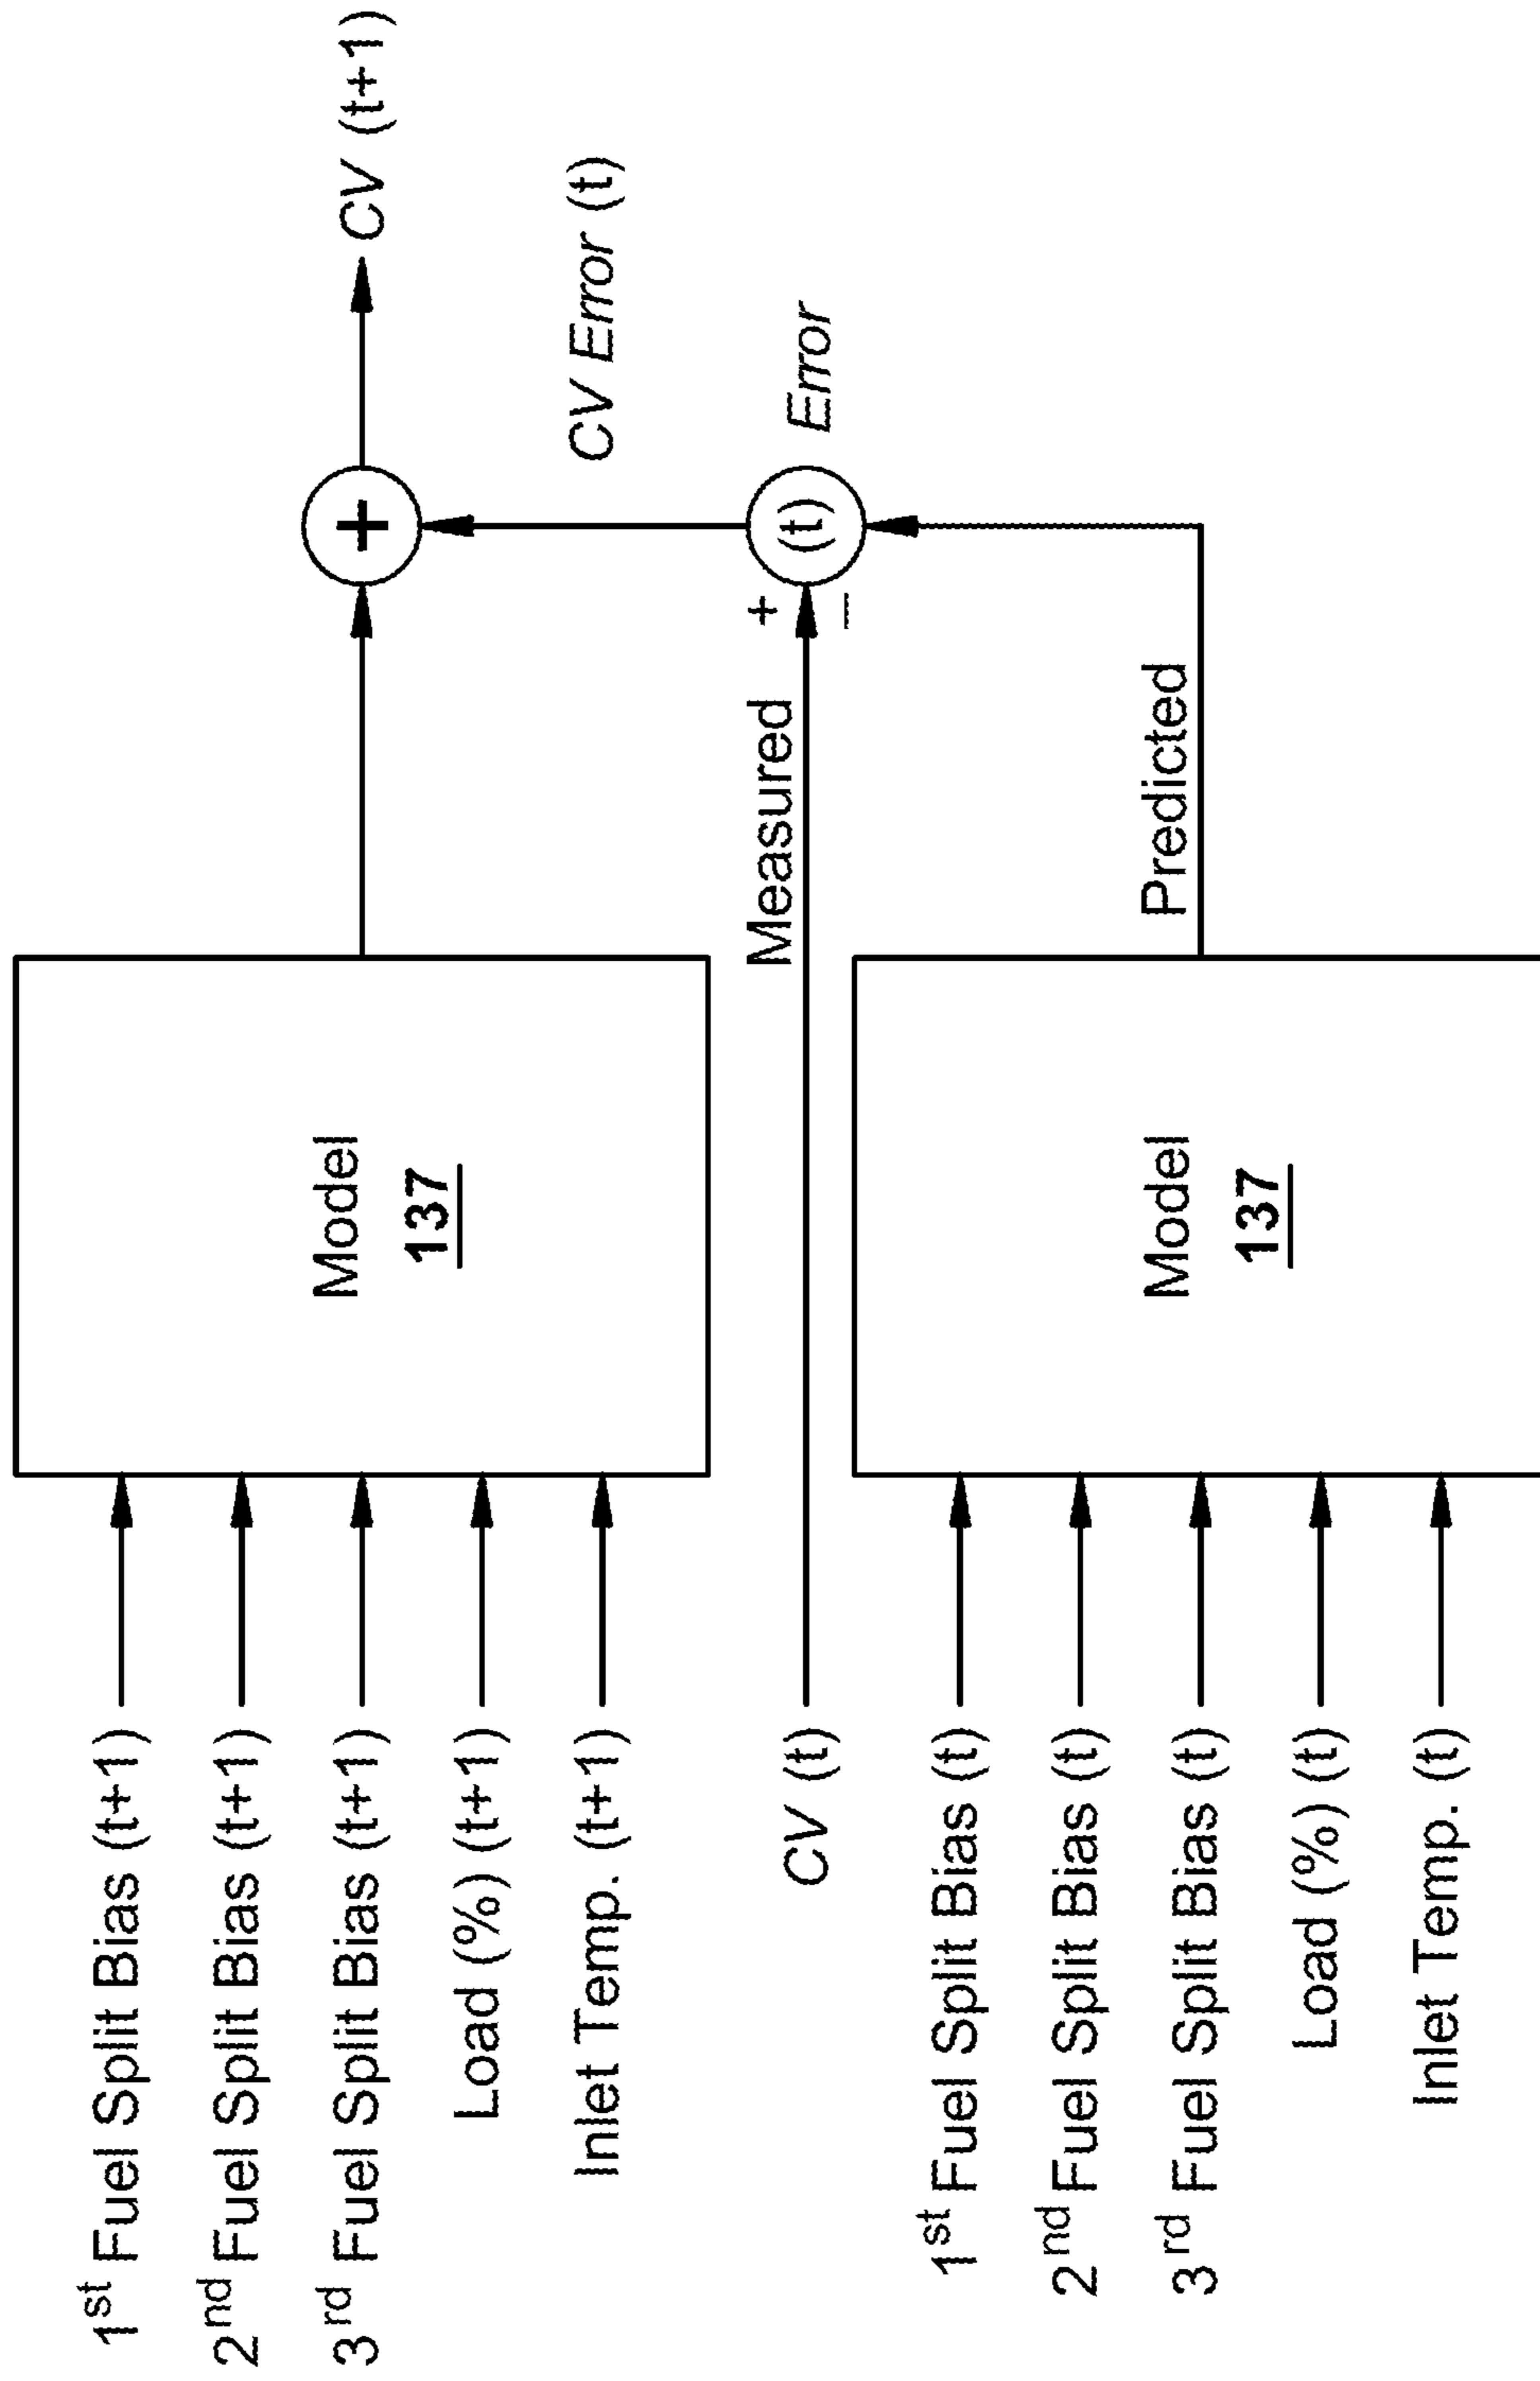 1st Fuel Split Bias (t+1)
2nd Fuel Split Bias (t+1)
3rd Fuel Split Bias (t+1)
Load (%) (t+1)
Inlet Temp. (t+1)
Model
137
+
CV (t+1)
CV Error (t)
CV (t)
Measured
+
−
(t)
Error
1st Fuel Split Bias (t)
2nd Fuel Split Bias (t)
3rd Fuel Split Bias (t)
Load (%) (t)
Inlet Temp. (t)
Model
137
Predicted